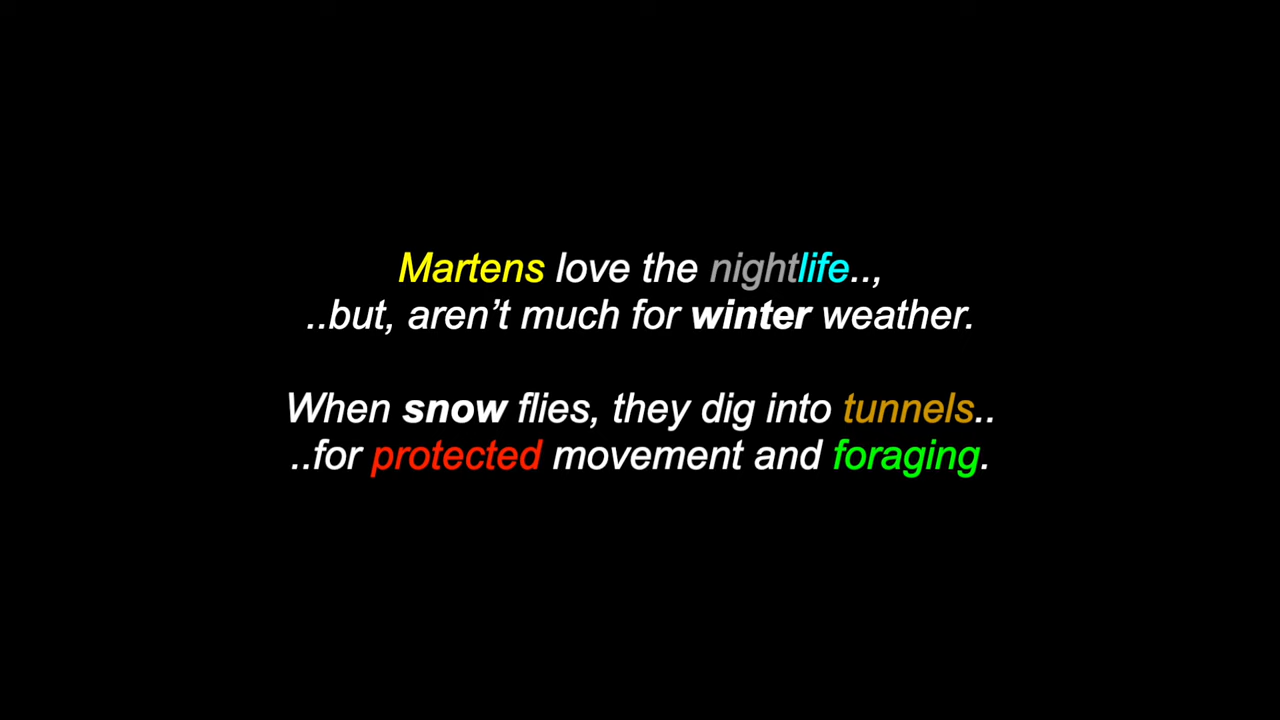 Martens love the nightlife..,
..but, aren’t much for winter weather.
When snow flies, they dig into tunnels..
..for protected movement and foraging.